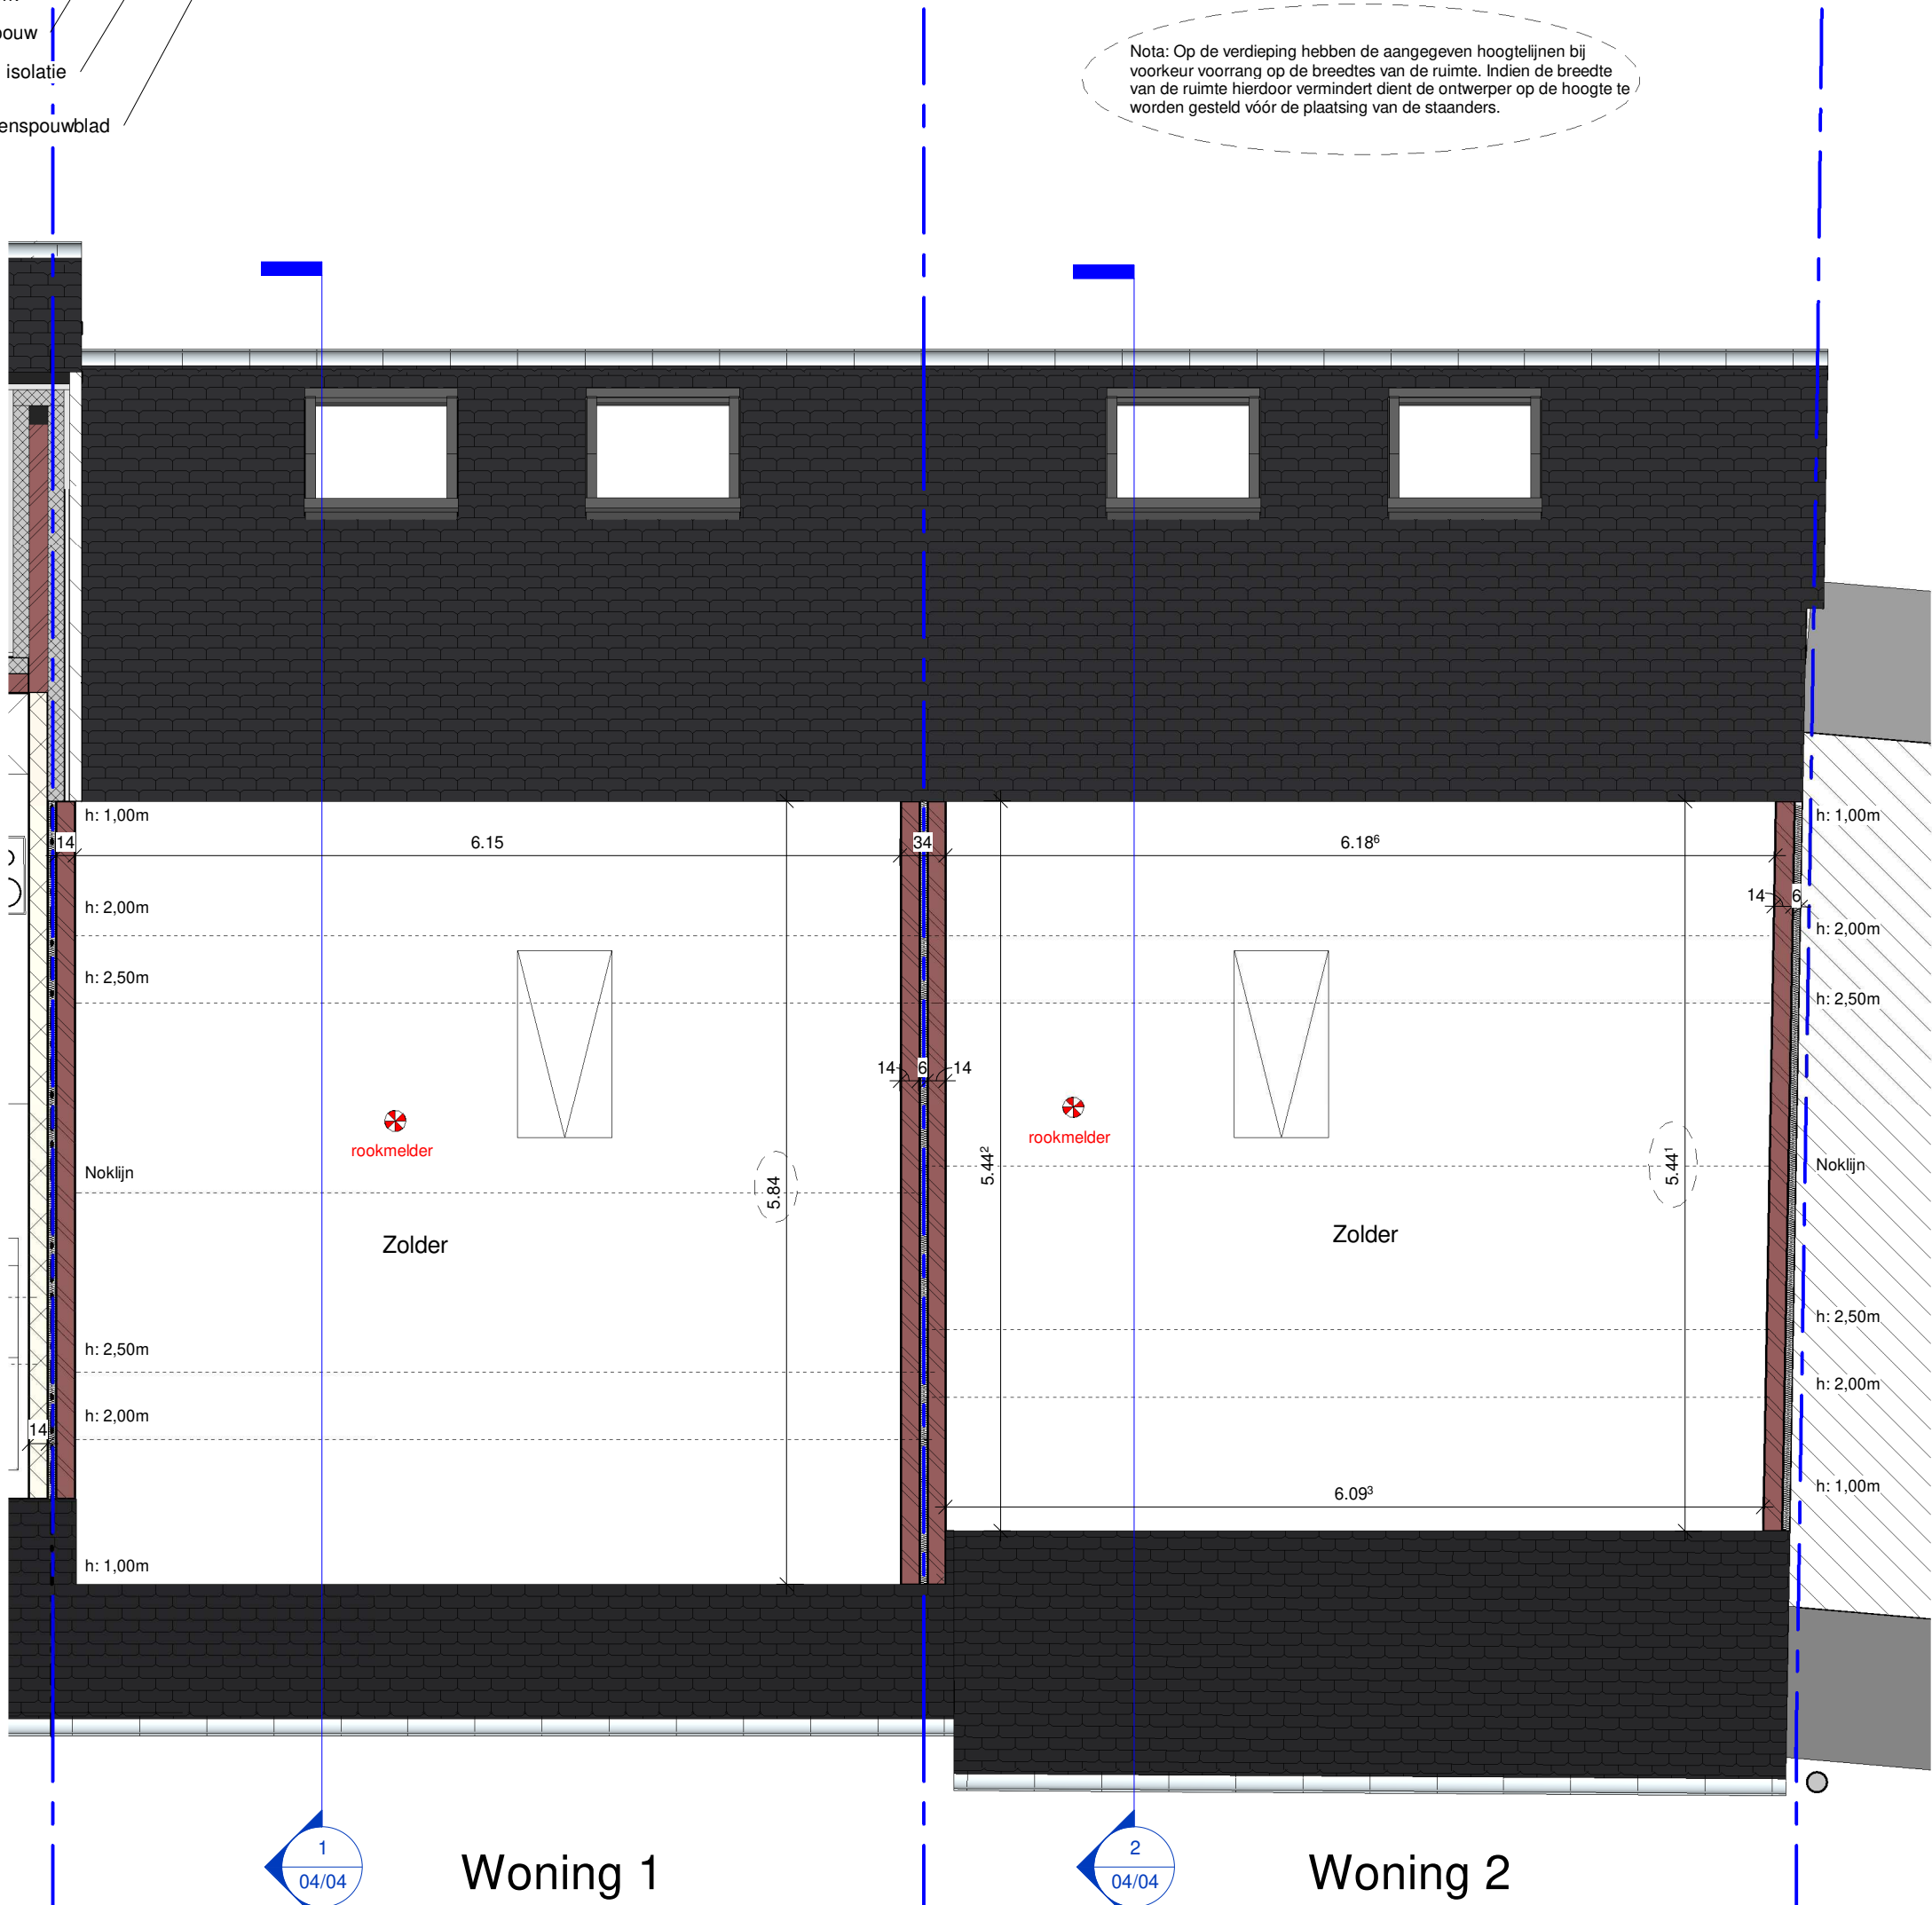 isolatie
Nota: Op de verdieping hebben de aangegeven hoogtelijnen bij
voorkeur voorrang op de breedtes van de ruimte. Indien de breedte
van de ruimte hierdoor vermindert dient de ontwerper op de hoogte te
worden gesteld vóór de plaatsing van de staanders.
h: 1,00m
h: 1,00m
14
6.15
34
6.18⁶
14
6
h: 2,00m
h: 2,00m
h: 2,50m
h: 2,50m
14
6
14
rookmelder
rookmelder
Noklijn
5.84
5.44²
5.44¹
Noklijn
Zolder
Zolder
h: 2,50m
h: 2,50m
h: 2,00m
h: 2,00m
14
6.09³
h: 1,00m
h: 1,00m
1
04/04
Woning 1
2
04/04
Woning 2